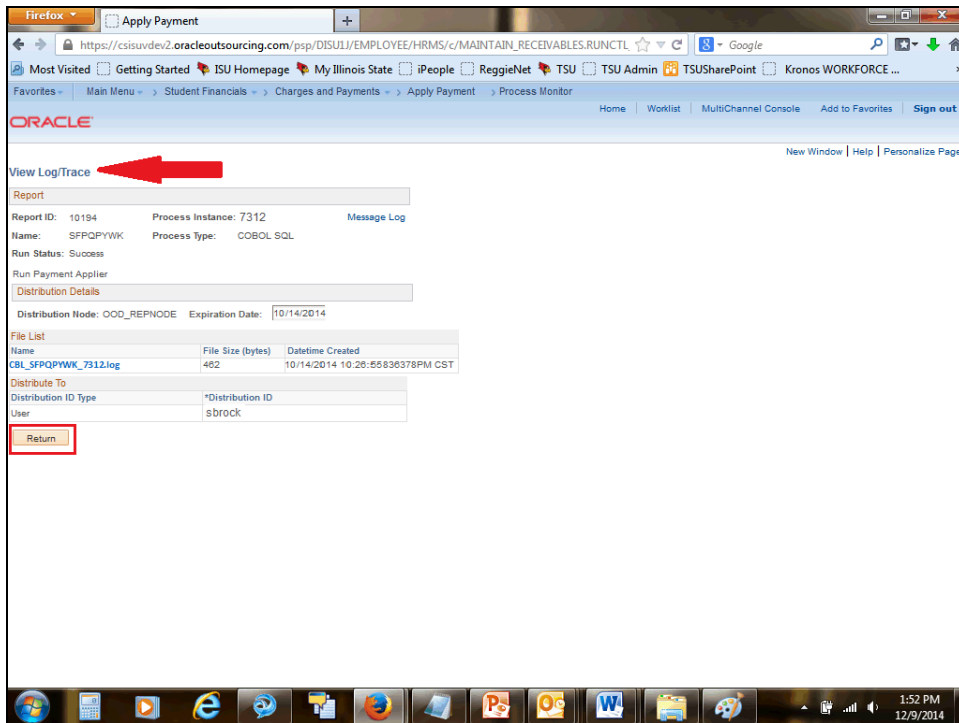 Firefox
Apply Payment
+
https://csisuvdev2.oracleoutsourcing.com/psp/DISUIJ/EMPLOYEE/HRMS/c/MAINTAIN_RECEIVABLES.RUNCTL_
8 - Google
Most Visited Getting Started ISU Homepage My Illinois State iPeople ReggieNet TSU TSU Admin TSUSharePoint Kronos WORKFORCE ...
Favorites Main Menu > Student Financials > Charges and Payments > Apply Payment > Process Monitor
Home Worklist MultiChannel Console Add to Favorites Sign out
ORACLE
New Window | Help | Personalize Page
View Log/Trace
Report
Report ID: 10194 Process Instance: 7312 Message Log
Name: SFPQPYWK Process Type: COBOL SQL
Run Status: Success
Run Payment Applier
Distribution Details
Distribution Node: OOD_REPNODE Expiration Date: 10/14/2014
File List
Name File Size (bytes) Datetime Created
CBL_SFPQPYWK_7312.log 462 10/14/2014 10:26:55836378PM CST
Distribute To
Distribution ID Type *Distribution ID
User sbrock
Return
1:52 PM
12/9/2014